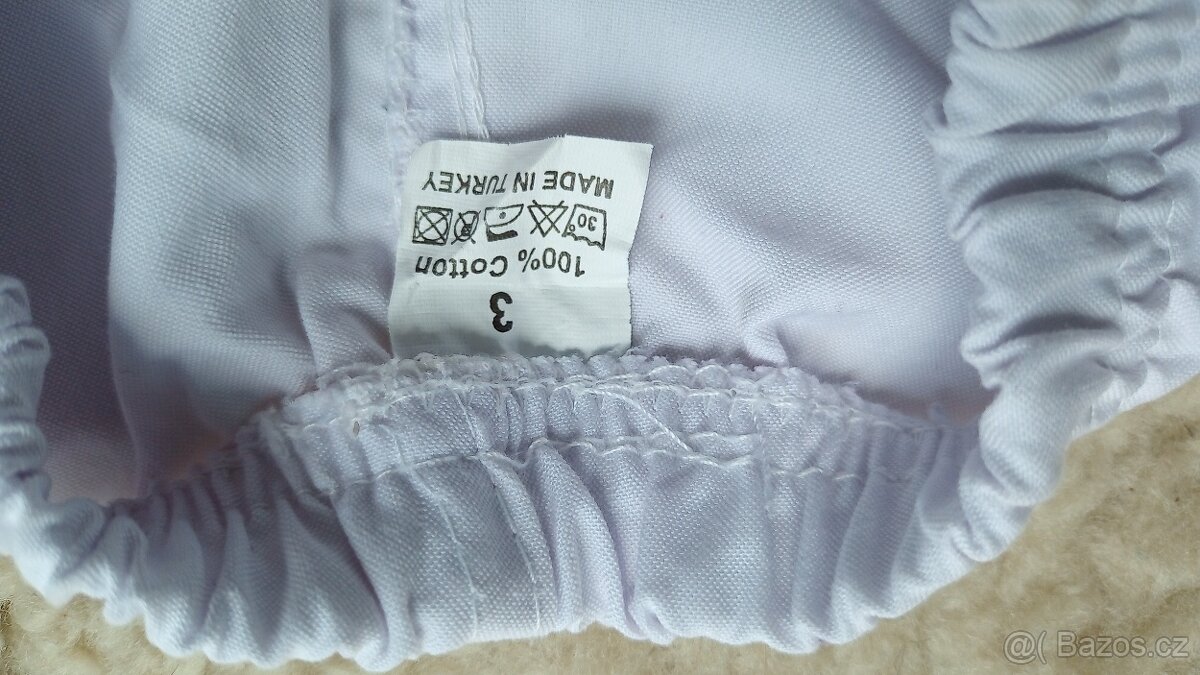 3
100% Cotton
30°
MADE IN TURKEY
@( Bazos.cz